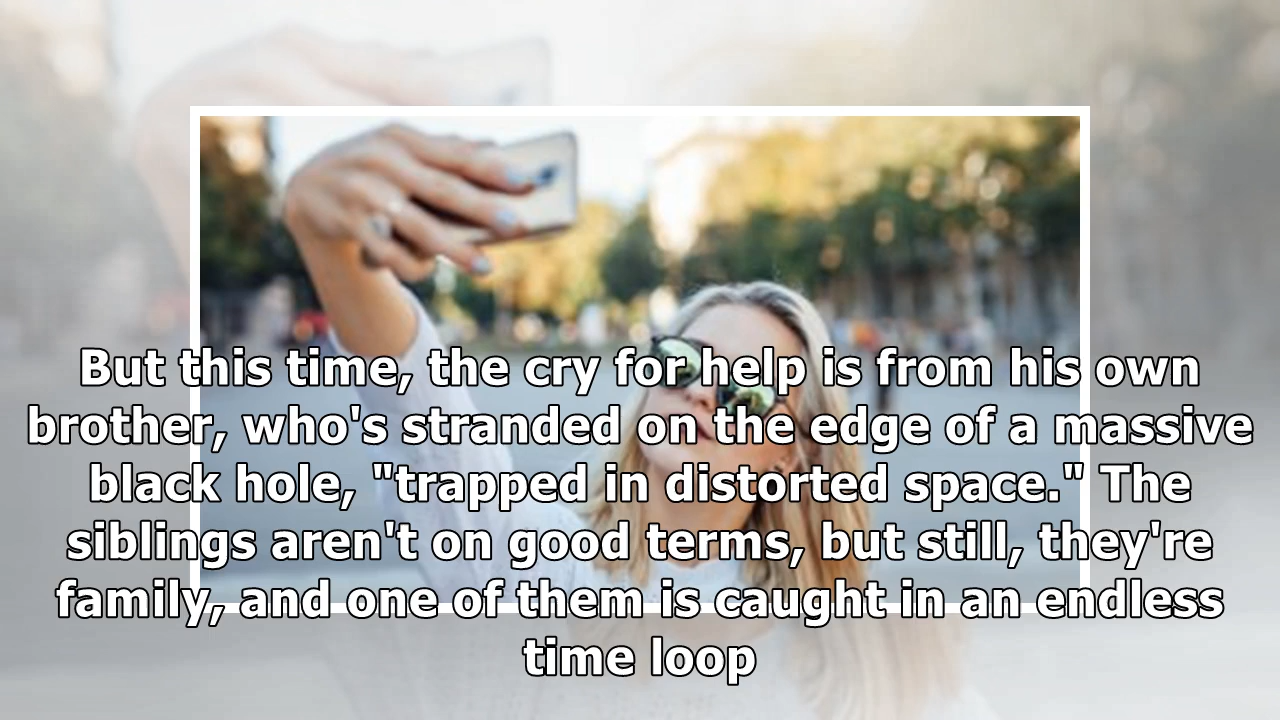 But this time, the cry for help is from his own
brother, who's stranded on the edge of a massive
black hole, "trapped in distorted space." The
siblings aren't on good terms, but still, they're
family, and one of them is caught in an endless
time loop